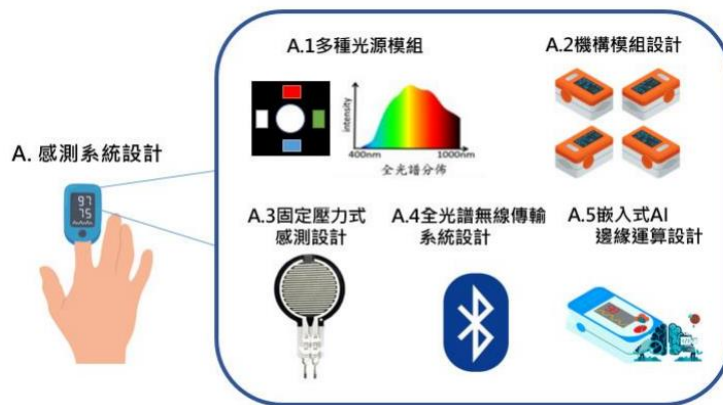 A.1多種光源模組
A.2機構模組設計
intensity
400nm
1000nm
全光譜分佈
A. 感測系統設計
97
75
A.3固定壓力式
感測設計
A.4全光譜無線傳輸
系統設計
A.5嵌入式AI
邊緣運算設計